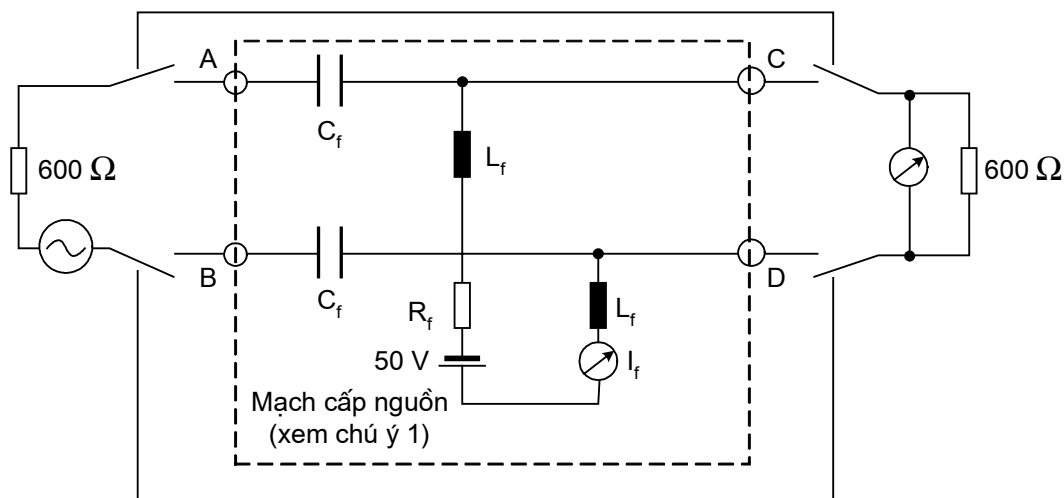 A
C
C_f
L_f
600 Ω
600 Ω
B
D
C_f
R_f
L_f
50 V
I_f
Mạch cấp nguồn
(xem chú ý 1)